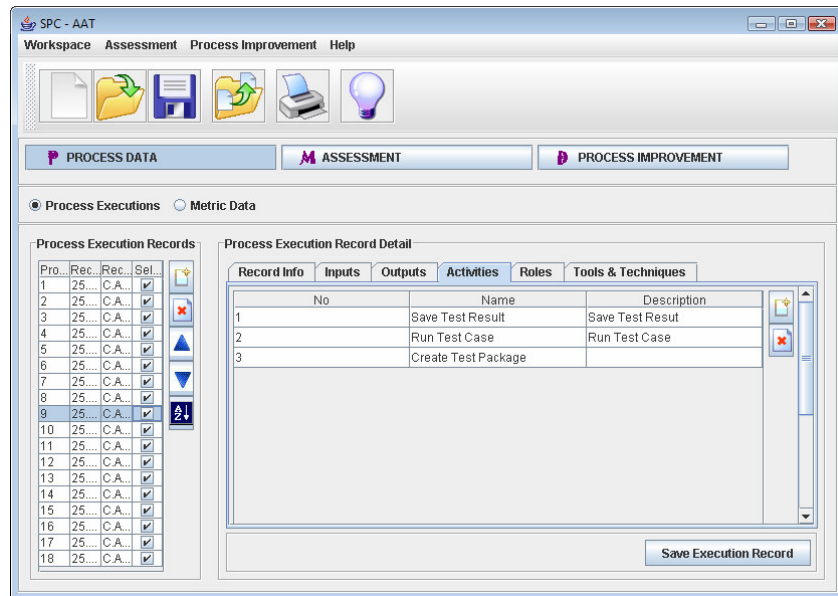 SPC - AAT
Workspace Assessment Process Improvement Help
P PROCESS DATA M ASSESSMENT D PROCESS IMPROVEMENT
Process Executions Metric Data
Process Execution Records
Pro... Rec... Rec... Sel...
1 25.... C.A...
2 25.... C.A...
3 25.... C.A...
4 25.... C.A...
5 25.... C.A...
6 25.... C.A...
7 25.... C.A...
8 25.... C.A...
9 25.... C.A...
10 25.... C.A...
11 25.... C.A...
12 25.... C.A...
13 25.... C.A...
14 25.... C.A...
15 25.... C.A...
16 25.... C.A...
17 25.... C.A...
18 25.... C.A...
A
Z
Process Execution Record Detail
Record Info Inputs Outputs Activities Roles Tools & Techniques
No Name Description
1 Save Test Result Save Test Resut
2 Run Test Case Run Test Case
3 Create Test Package
Save Execution Record